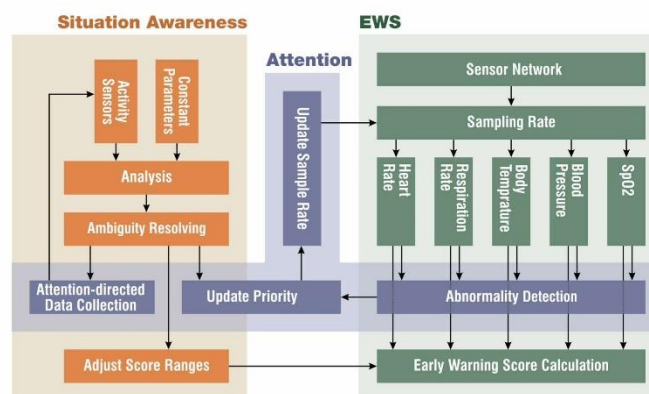 Situation Awareness
EWS
Attention
Activity
Sensors
Constant
Parameters
Analysis
Ambiguity Resolving
Attention-directed
Data Collection
Adjust Score Ranges
Update Sample
Rate
Update Priority
Sensor Network
Sampling Rate
Heart
Rate
Respiration
Rate
Body
Temprature
Blood
Pressure
SpO2
Abnormality Detection
Early Warning Score Calculation